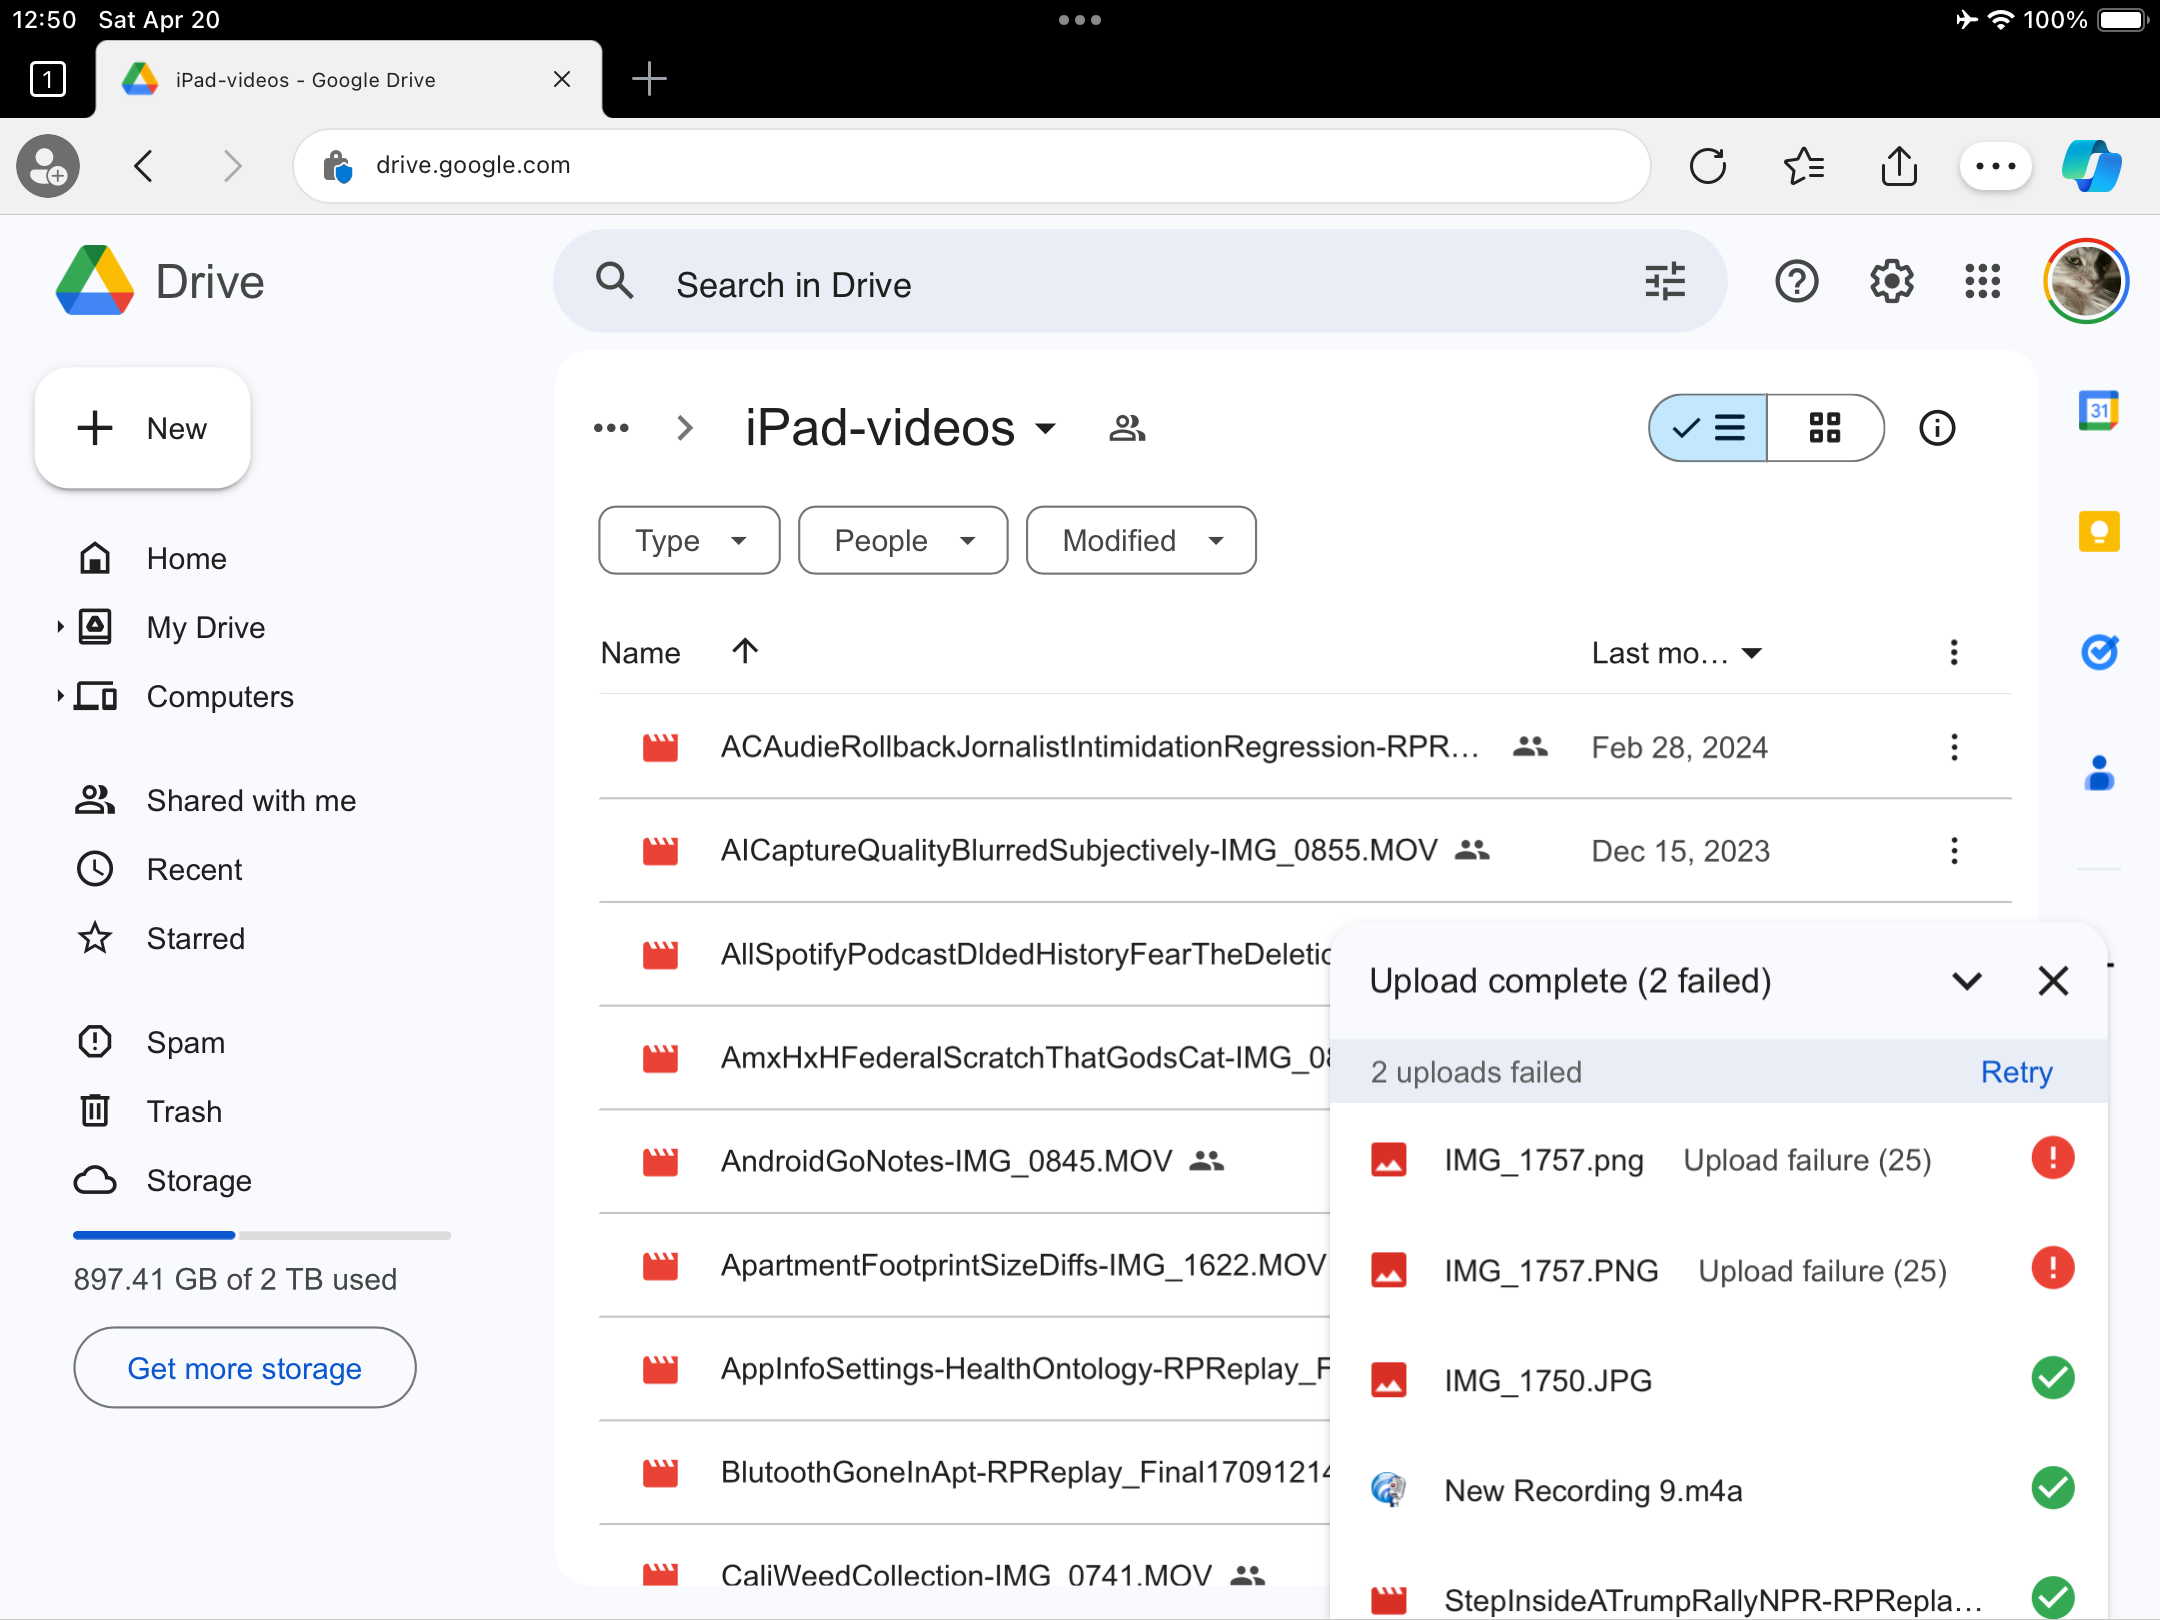 12:50 Sat Apr 20
100%
1
iPad-videos - Google Drive
drive.google.com
Drive
Search in Drive
New
iPad-videos
Type
People
Modified
Home
My Drive
Computers
Shared with me
Recent
Starred
Spam
Trash
Storage
897.41 GB of 2 TB used
Get more storage
Name
Last mo...
ACAudieRollbackJornalistIntimidationRegression-RPR...
Feb 28, 2024
AICaptureQualityBlurredSubjectively-IMG_0855.MOV
Dec 15, 2023
AllSpotifyPodcastDldedHistoryFearTheDeletic
AmxHxHFederalScratchThatGodsCat-IMG_08
AndroidGoNotes-IMG_0845.MOV
ApartmentFootprintSizeDiffs-IMG_1622.MOV
AppInfoSettings-HealthOntology-RPReplay_F
BlutoothGoneInApt-RPReplay_Final17091214
CaliWeedCollection-IMG_0741.MOV
31
Upload complete (2 failed)
2 uploads failed
Retry
IMG_1757.png Upload failure (25)
IMG_1757.PNG Upload failure (25)
IMG_1750.JPG
New Recording 9.m4a
StepInsideATrumpRallyNPR-RPRepla...